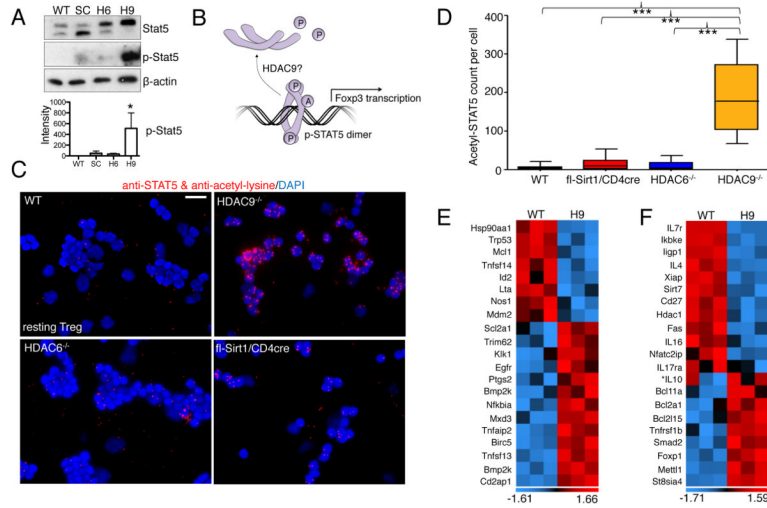 A
WT SC H6 H9
Stat5
p-Stat5
β-actin
1000
800
600
400
200
0
Intensity
*
p-Stat5
WT SC H6 H9
B
P
P
HDAC9?
P
A
Foxp3 transcription
P
p-STAT5 dimer
C
anti-STAT5 & anti-acetyl-lysine/DAPI
WT
resting Treg
HDAC9-/-
HDAC6-/-
fl-Sirt1/CD4cre
D
***
***
***
Acetyl-STAT5 count per cell
400
300
200
100
0
WT
fl-Sirt1/CD4cre
HDAC6-/-
HDAC9-/-
E
WT H9
Hsp90aa1
Trp53
Mcl1
Tnfsf14
Id2
Lta
Nos1
Mdm2
Scl2a1
Trim62
Klk1
Egfr
Ptgs2
Bmp2k
Nfkbia
Mxd3
Tnfaip2
Birc5
Tnfsf13
Bmp2k
Cd2ap1
-1.61 1.66
F
WT H9
IL7r
Ikbke
Iigp1
IL4
Xiap
Sirt7
Cd27
Hdac1
Fas
IL16
Nfatc2ip
IL17ra
*IL10
Bcl11a
Bcl2a1
Bcl2l15
Tnfrsf1b
Smad2
Foxp1
Mettl1
St8sia4
-1.71 1.59